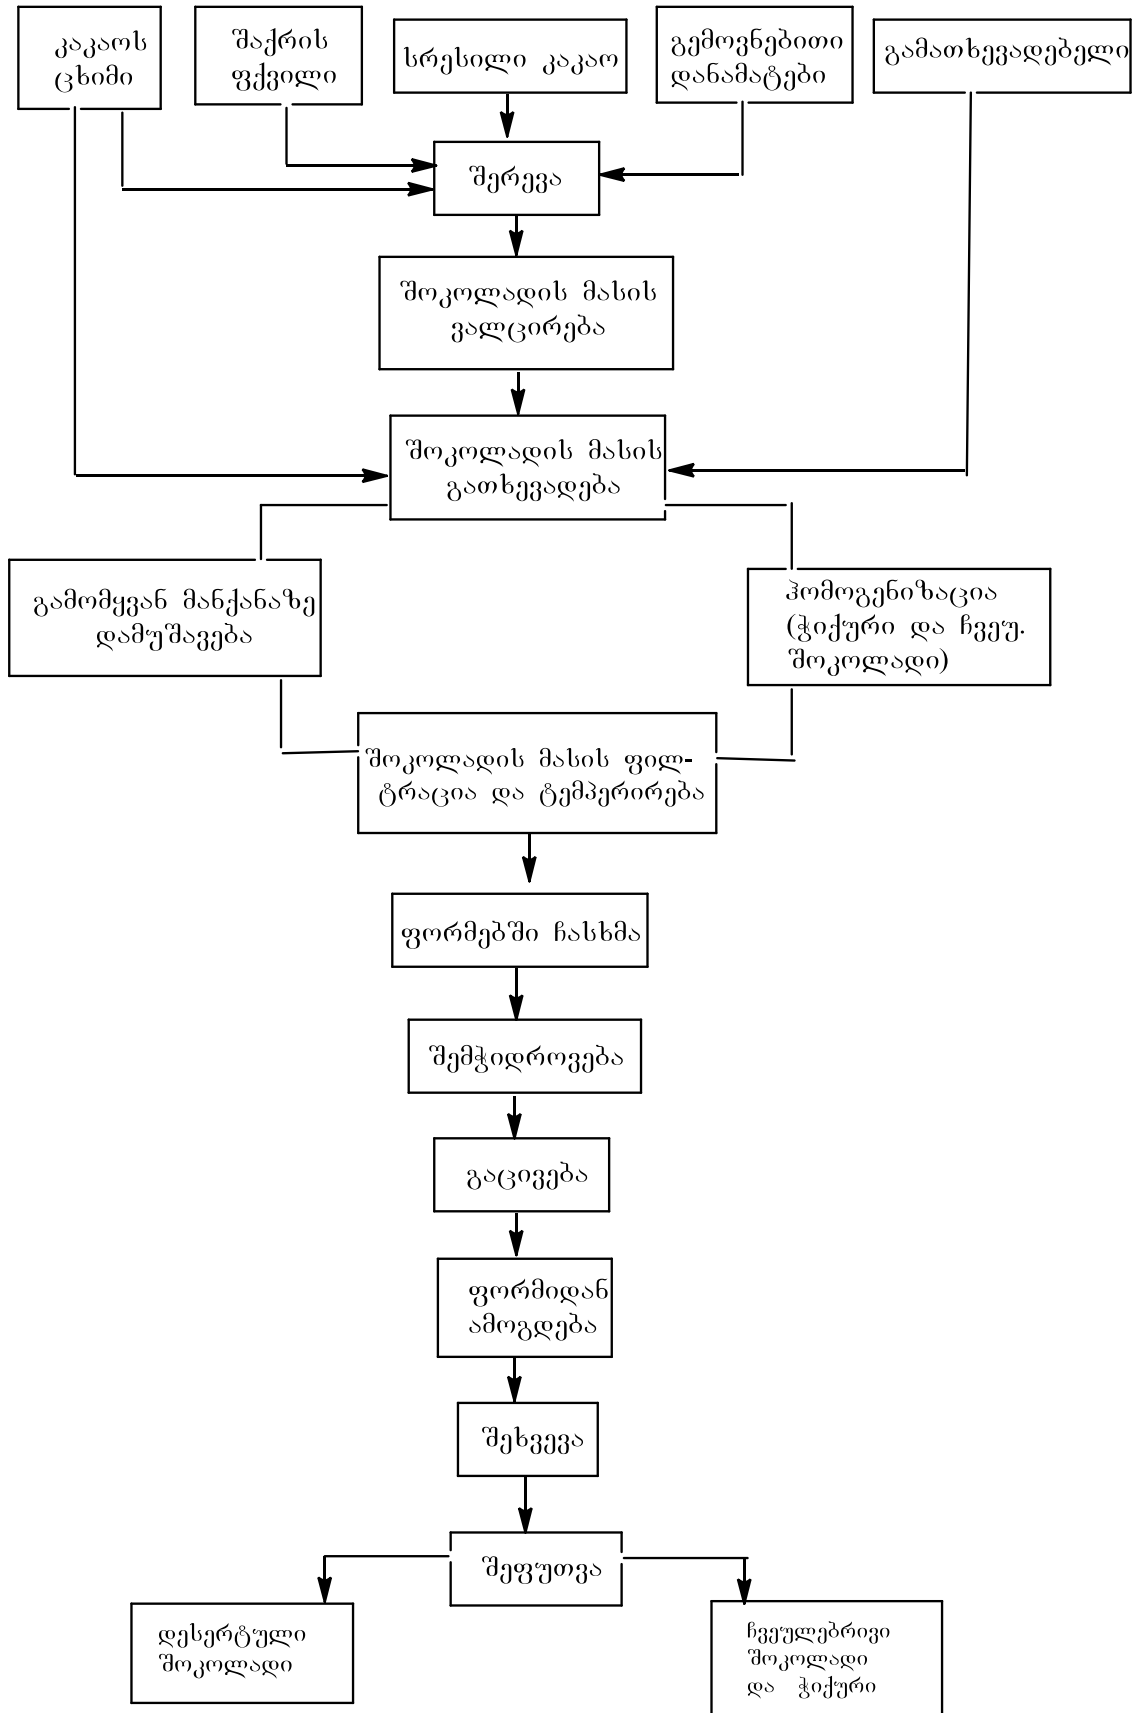 კაკაოს
ცხიმი
შაქრის
ფქვილი
სრესილი კაკაო
გემოვნებითი
დანამატები
გამათხევადებელი
შერევა
შოკოლადის მასის
ვალცირება
შოკოლადის მასის
გათხევადება
გამომყვან მანქანაზე
დამუშავება
ჰომოგენიზაცია
(ჭიქური და ჩვეუ.
შოკოლადი)
შოკოლადის მასის ფილ-
ტრაცია და ტემპერირება
ფორმებში ჩასხმა
შემჭიდროვება
გაცივება
ფორმიდან
ამოგდება
შეხვევა
შეფუთვა
დესერტული
შოკოლადი
ჩვეულებრივი
შოკოლადი
და ჭიქური